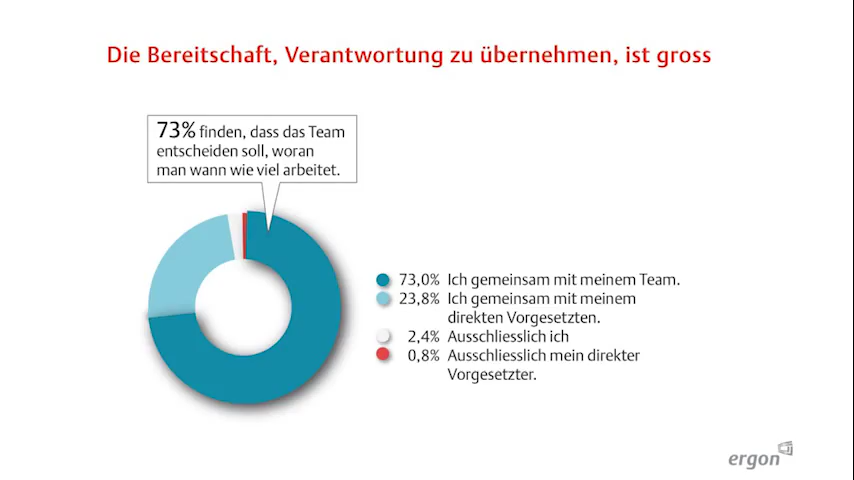 Die Bereitschaft, Verantwortung zu übernehmen, ist gross
73% finden, dass das Team
entscheiden soll, woran
man wann wie viel arbeitet.
73,0% Ich gemeinsam mit meinem Team.
23,8% Ich gemeinsam mit meinem
direkten Vorgesetzten.
2,4% Ausschliesslich ich
0,8% Ausschliesslich mein direkter
Vorgesetzter.
ergon